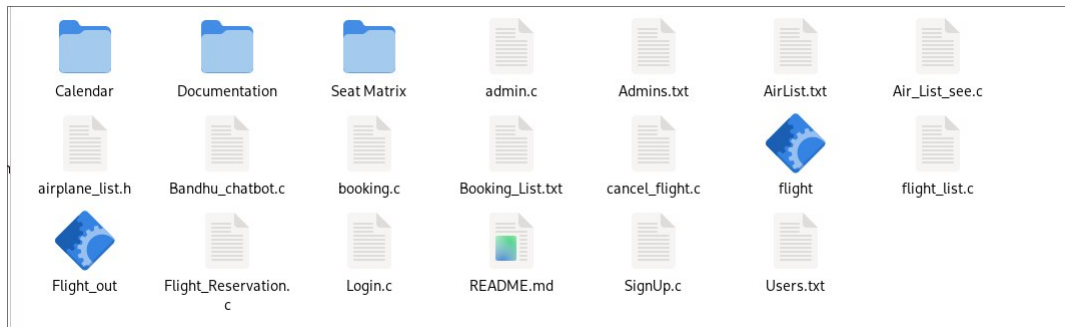 Calendar
Documentation
Seat Matrix
admin.c
Admins.txt
AirList.txt
Air_List_see.c
airplane_list.h
Bandhu_chatbot.c
booking.c
Booking_List.txt
cancel_flight.c
flight
flight_list.c
Flight_out
Flight_Reservation.
c
Login.c
README.md
SignUp.c
Users.txt